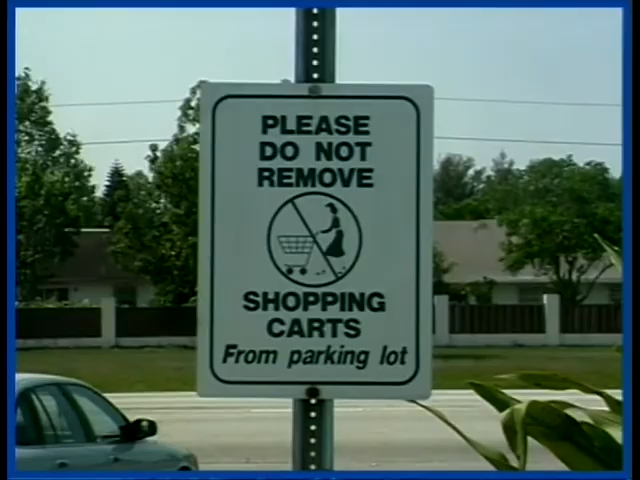 PLEASE
DO NOT
REMOVE
SHOPPING
CARTS
From parking lot